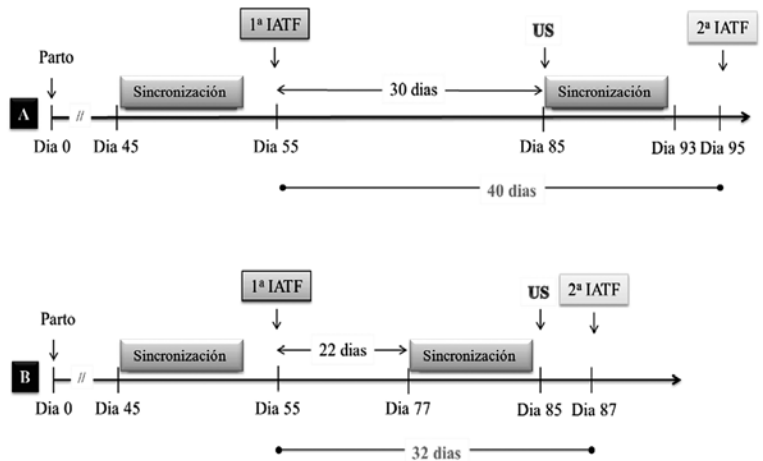 1ª IATF
US
2ª IATF
Parto
Sincronización
30 dias
Sincronización
A
//
Dia 0
Dia 45
Dia 55
Dia 85
Dia 93
Dia 95
40 dias
1ª IATF
US
2ª IATF
Parto
Sincronización
22 dias
Sincronización
B
//
Dia 0
Dia 45
Dia 55
Dia 77
Dia 85
Dia 87
32 dias